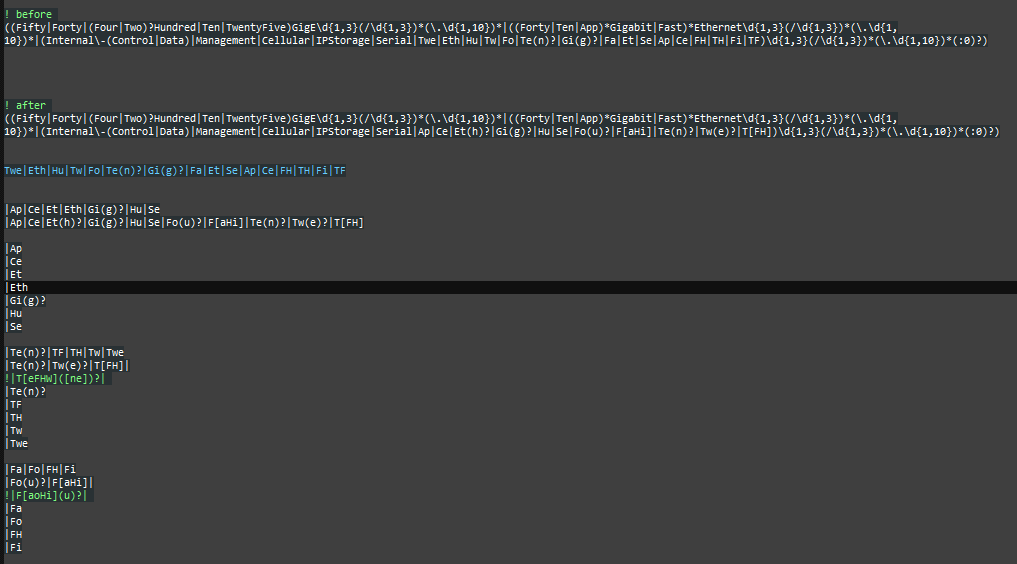 ! before
((Fifty|Forty|(Four|Two)?Hundred|Ten|TwentyFive)GigE\d{1,3}(/\d{1,3})*(\.\d{1,10})*|((Forty|Ten|App)*Gigabit|Fast)*Ethernet\d{1,3}(/\d{1,3})*(\.\d{1,
10})*|(Internal\-(Control|Data)|Management|Cellular|IPStorage|Serial|Twe|Eth|Hu|Tw|Fo|Te(n)?|Gi(g)?|Fa|Et|Se|Ap|Ce|FH|TH|Fi|TF)\d{1,3}(/\d{1,3})*(\.\d{1,10})*(:0)?)
! after
((Fifty|Forty|(Four|Two)?Hundred|Ten|TwentyFive)GigE\d{1,3}(/\d{1,3})*(\.\d{1,10})*|((Forty|Ten|App)*Gigabit|Fast)*Ethernet\d{1,3}(/\d{1,3})*(\.\d{1,
10})*|(Internal\-(Control|Data)|Management|Cellular|IPStorage|Serial|Ap|Ce|Et(h)?|Gi(g)?|Hu|Se|Fo(u)?|F[aHi]|Te(n)?|Tw(e)?|T[FH])\d{1,3}(/\d{1,3})*(\.\d{1,10})*(:0)?)
Twe|Eth|Hu|Tw|Fo|Te(n)?|Gi(g)?|Fa|Et|Se|Ap|Ce|FH|TH|Fi|TF
|Ap|Ce|Et|Eth|Gi(g)?|Hu|Se
|Ap|Ce|Et(h)?|Gi(g)?|Hu|Se|Fo(u)?|F[aHi]|Te(n)?|Tw(e)?|T[FH]
|Ap
|Ce
|Et
|Eth
|Gi(g)?
|Hu
|Se
|Te(n)?|TF|TH|Tw|Twe
|Te(n)?|Tw(e)?|T[FH]|
!|T[eFHW]([ne])?|
|Te(n)?
|TF
|TH
|Tw
|Twe
|Fa|Fo|FH|Fi
|Fo(u)?|F[aHi]|
!|F[aoHi](u)?|
|Fa
|Fo
|FH
|Fi